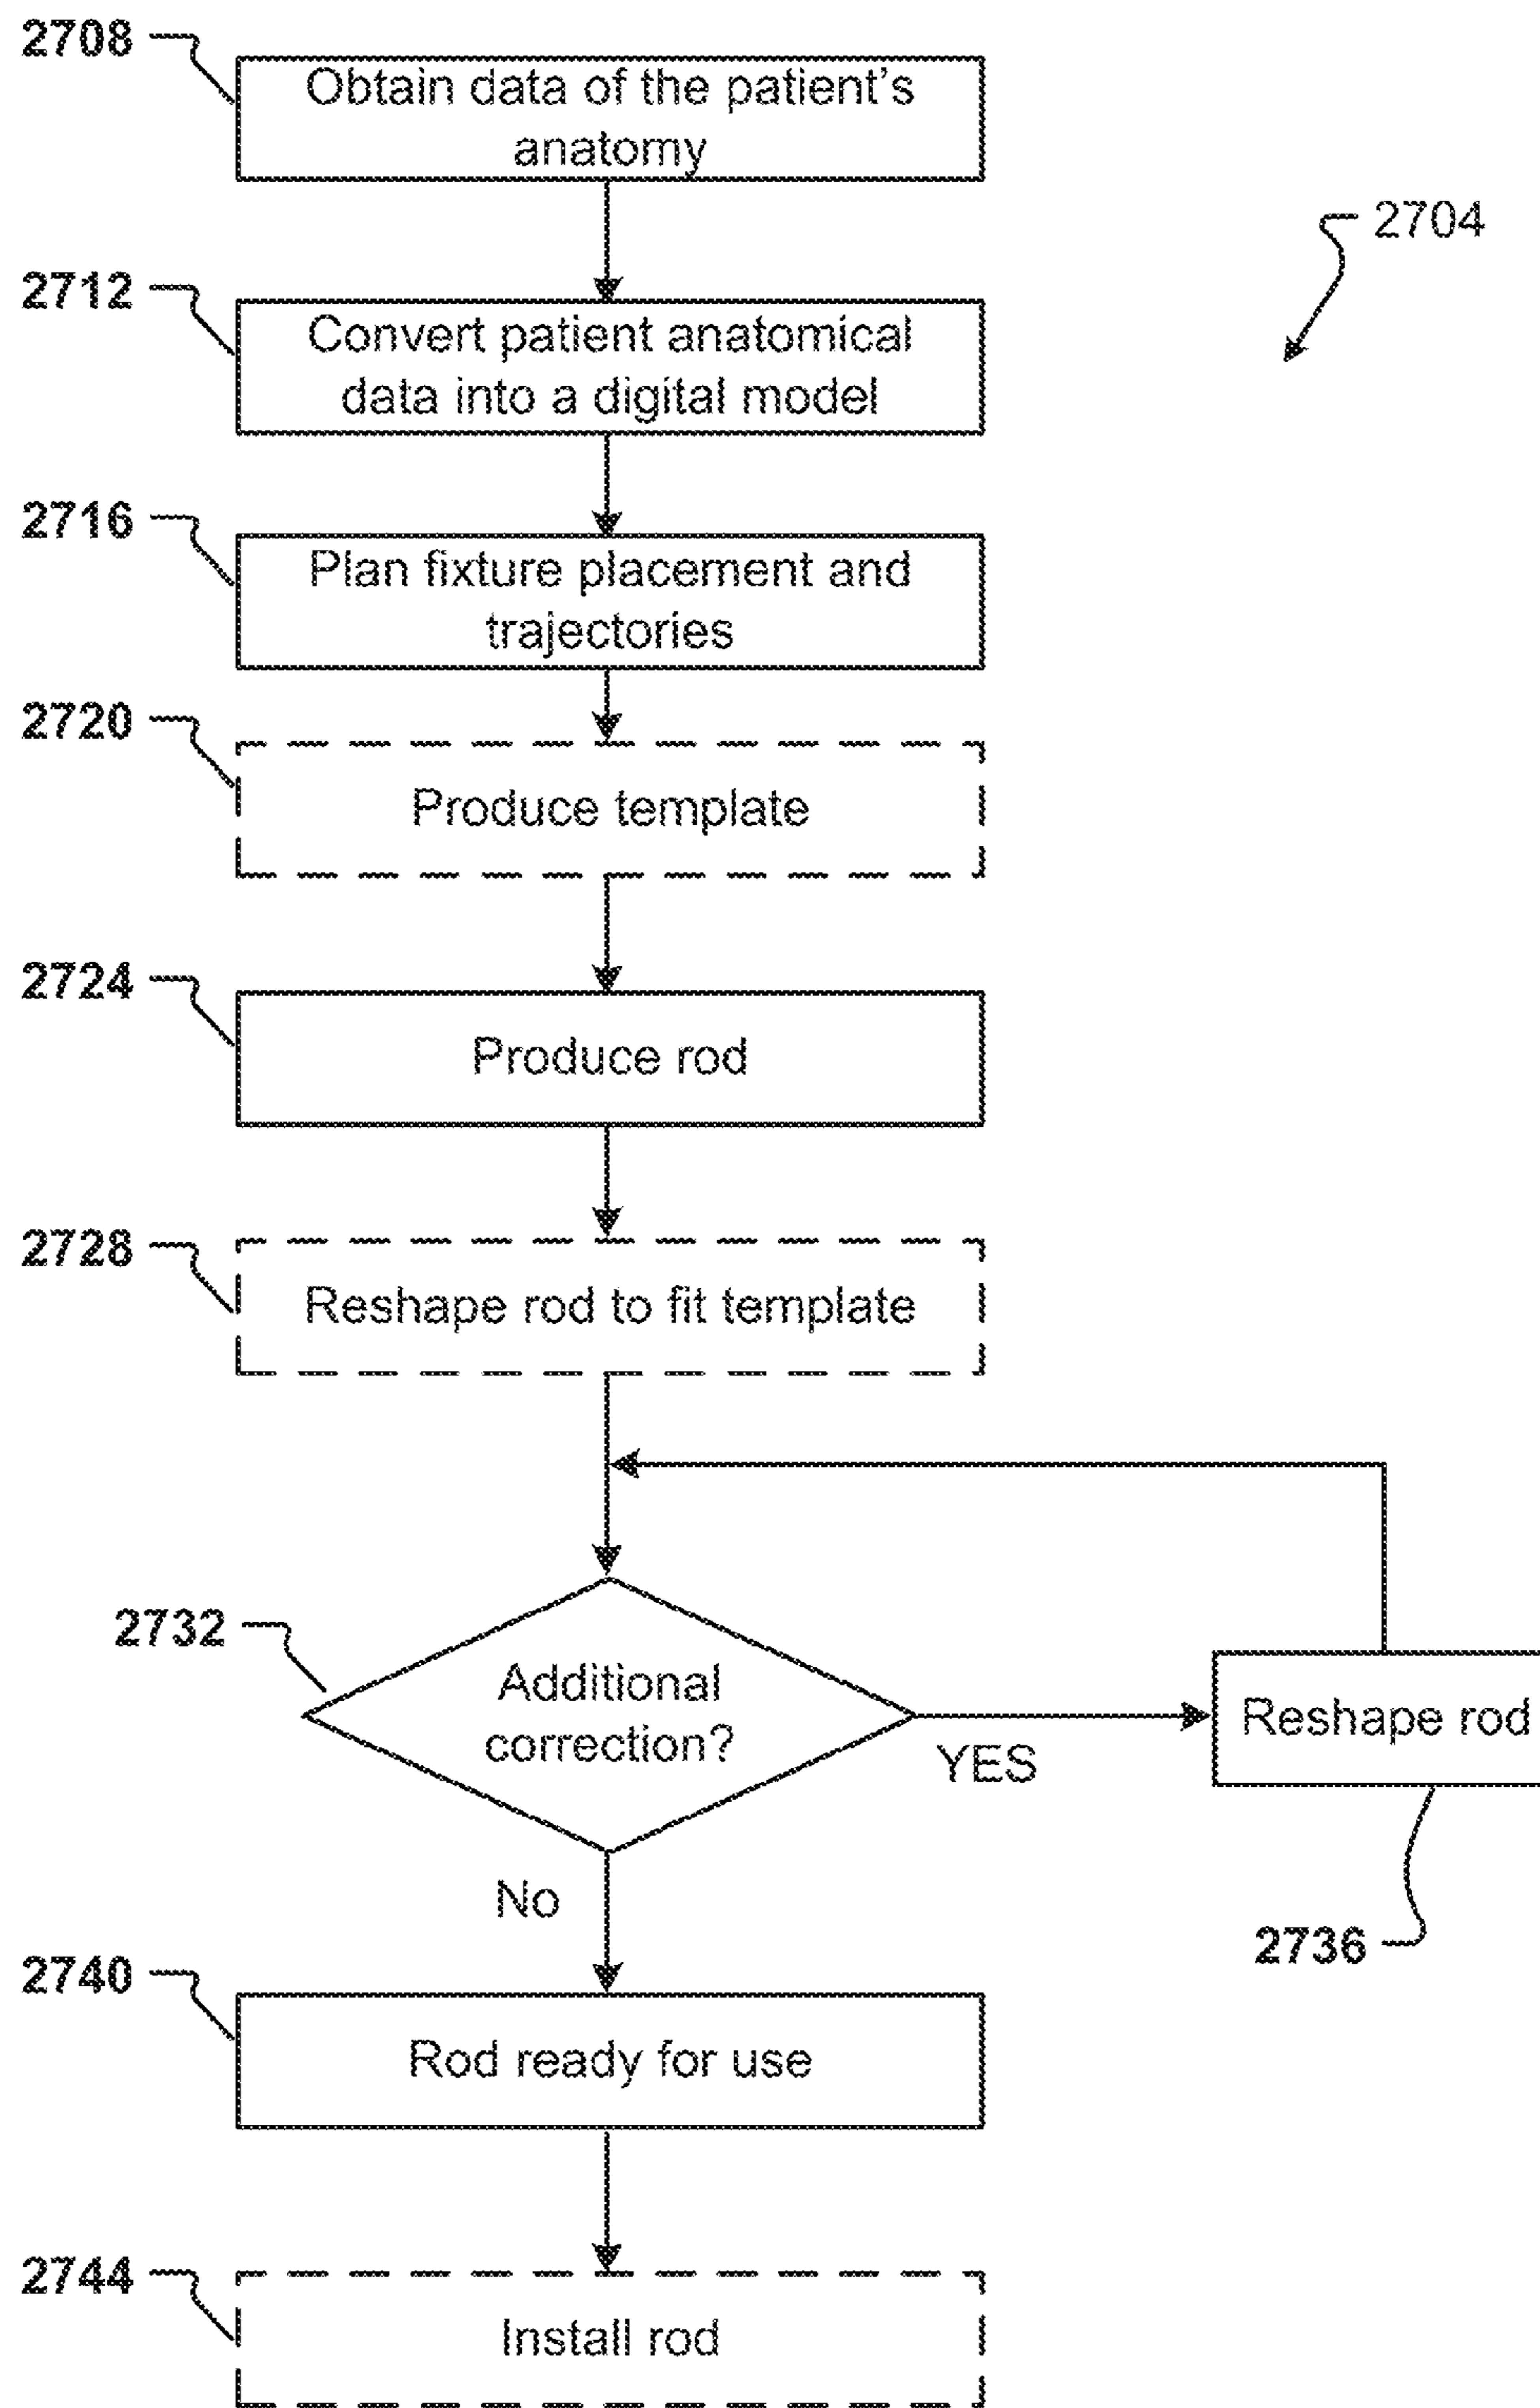 2708
Obtain data of the patient's
anatomy
2704
2712
Convert patient anatomical
data into a digital model
2716
Plan fixture placement and
trajectories
2720
Produce template
2724
Produce rod
2728
Reshape rod to fit template
2732
Additional
correction?
YES
Reshape rod
No
2736
2740
Rod ready for use
2744
Install rod